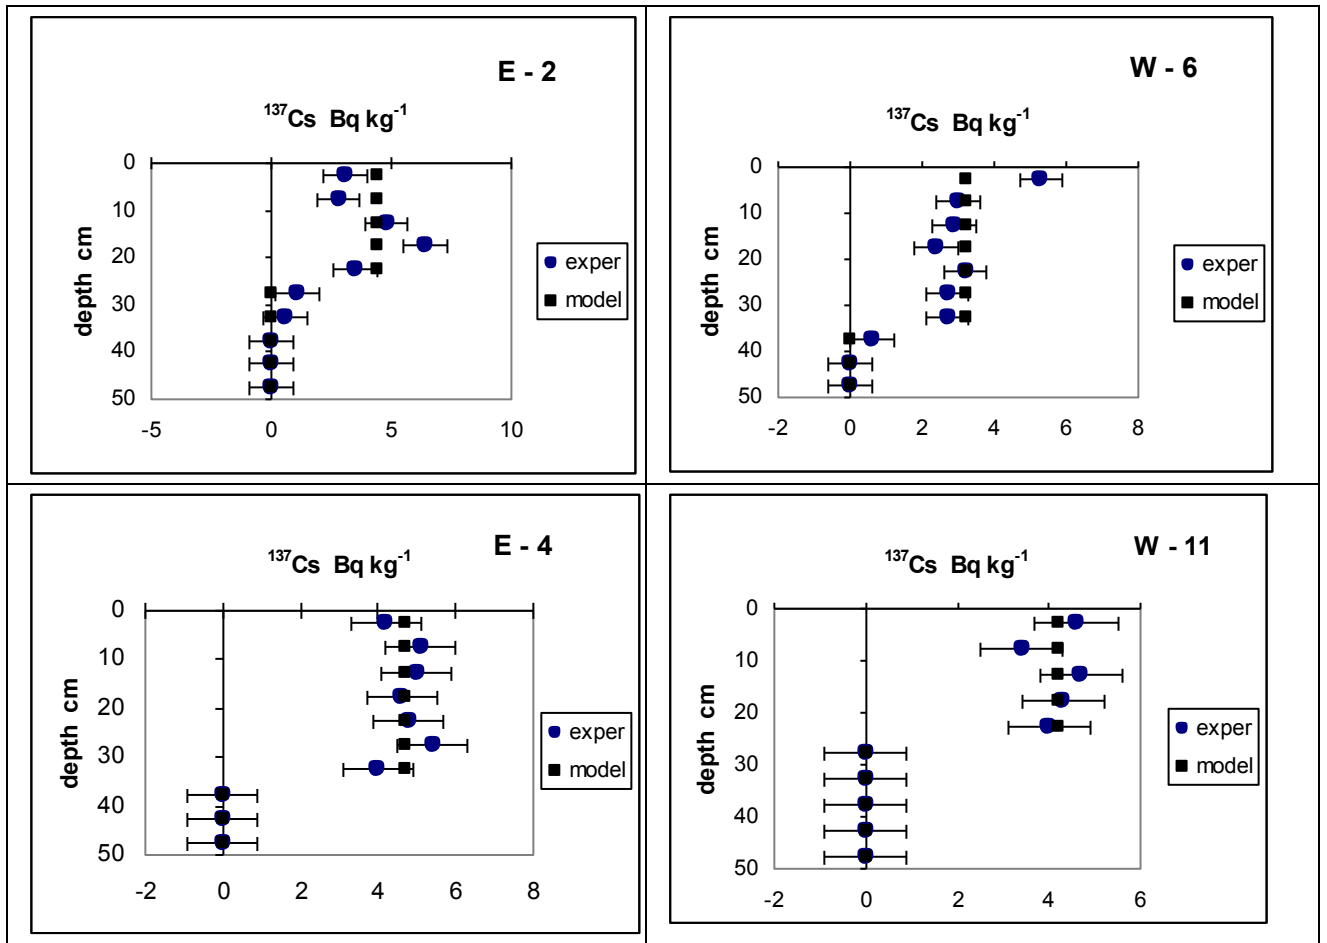 E - 2
¹³⁷Cs Bq kg⁻¹
depth cm
0
10
20
30
40
50
-5 0 5 10
exper
model
W - 6
¹³⁷Cs Bq kg⁻¹
depth cm
0
10
20
30
40
50
-2 0 2 4 6 8
exper
model
E - 4
¹³⁷Cs Bq kg⁻¹
depth cm
0
10
20
30
40
50
-2 0 2 4 6 8
exper
model
W - 11
¹³⁷Cs Bq kg⁻¹
depth cm
0
10
20
30
40
50
-2 0 2 4 6
exper
model